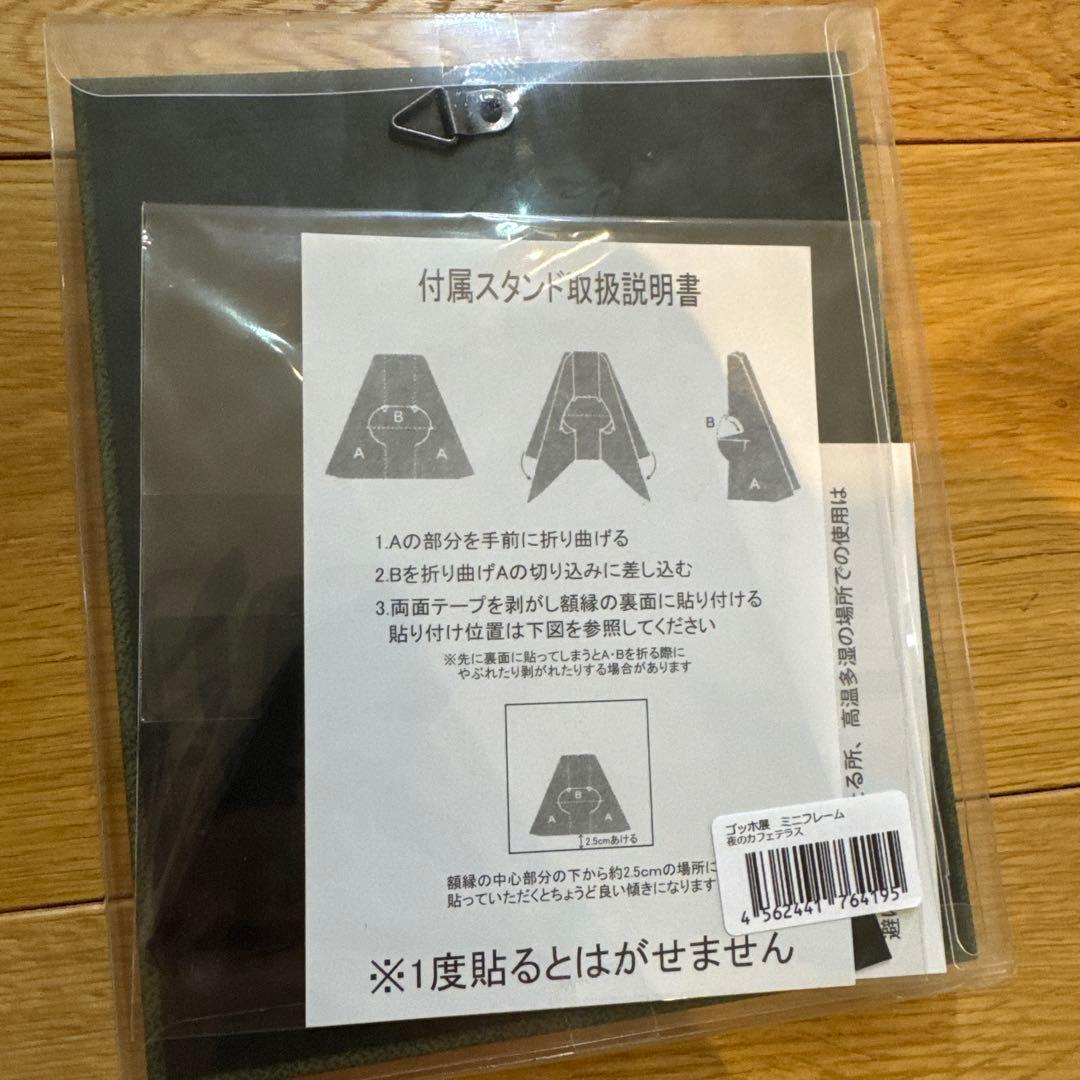 付属スタンド取扱説明書
B
A A
B
A
1.Aの部分を手前に折り曲げる
2.Bを折り曲げAの切り込みに差し込む
3.両面テープを剥がし額縁の裏面に貼り付ける
貼り付け位置は下図を参照してください
※先に裏面に貼ってしまうとA・Bを折る際に
やぶれたり剥がれたりする場合があります
B
A A
2.5cmあける
額縁の中心部分の下から約2.5cmの場所に
貼っていただくとちょうど良い傾きになります
※1度貼るとはがせません
る所、高温多湿の場所での使用は
避
ゴッホ展 ミニフレーム
夜のカフェテラス
4 562441 764195